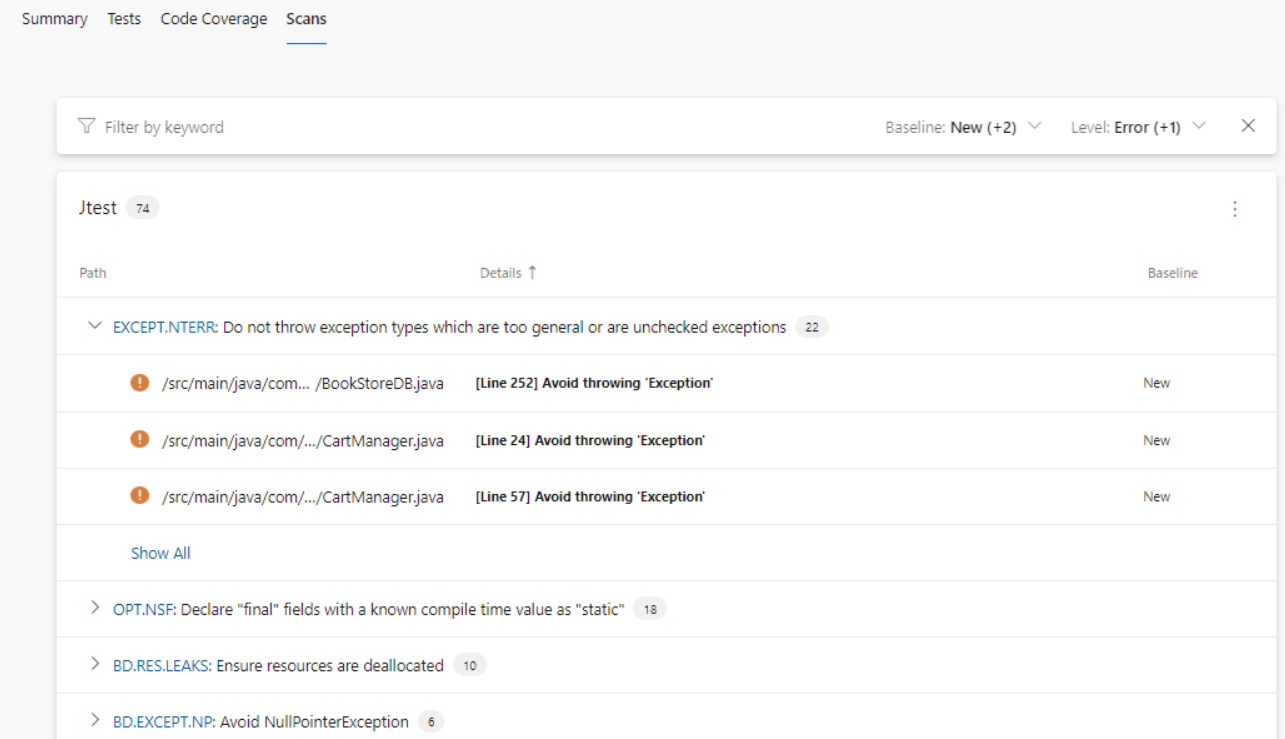 Summary Tests Code Coverage Scans
Filter by keyword Baseline: New (+2) Level: Error (+1)
Jtest 74
Path Details ↑ Baseline
EXCEPT.NTERR: Do not throw exception types which are too general or are unchecked exceptions 22
/src/main/java/com... /BookStoreDB.java [Line 252] Avoid throwing 'Exception' New
/src/main/java/com/.../CartManager.java [Line 24] Avoid throwing 'Exception' New
/src/main/java/com/.../CartManager.java [Line 57] Avoid throwing 'Exception' New
Show All
OPT.NSF: Declare "final" fields with a known compile time value as "static" 18
BD.RES.LEAKS: Ensure resources are deallocated 10
BD.EXCEPT.NP: Avoid NullPointerException 6